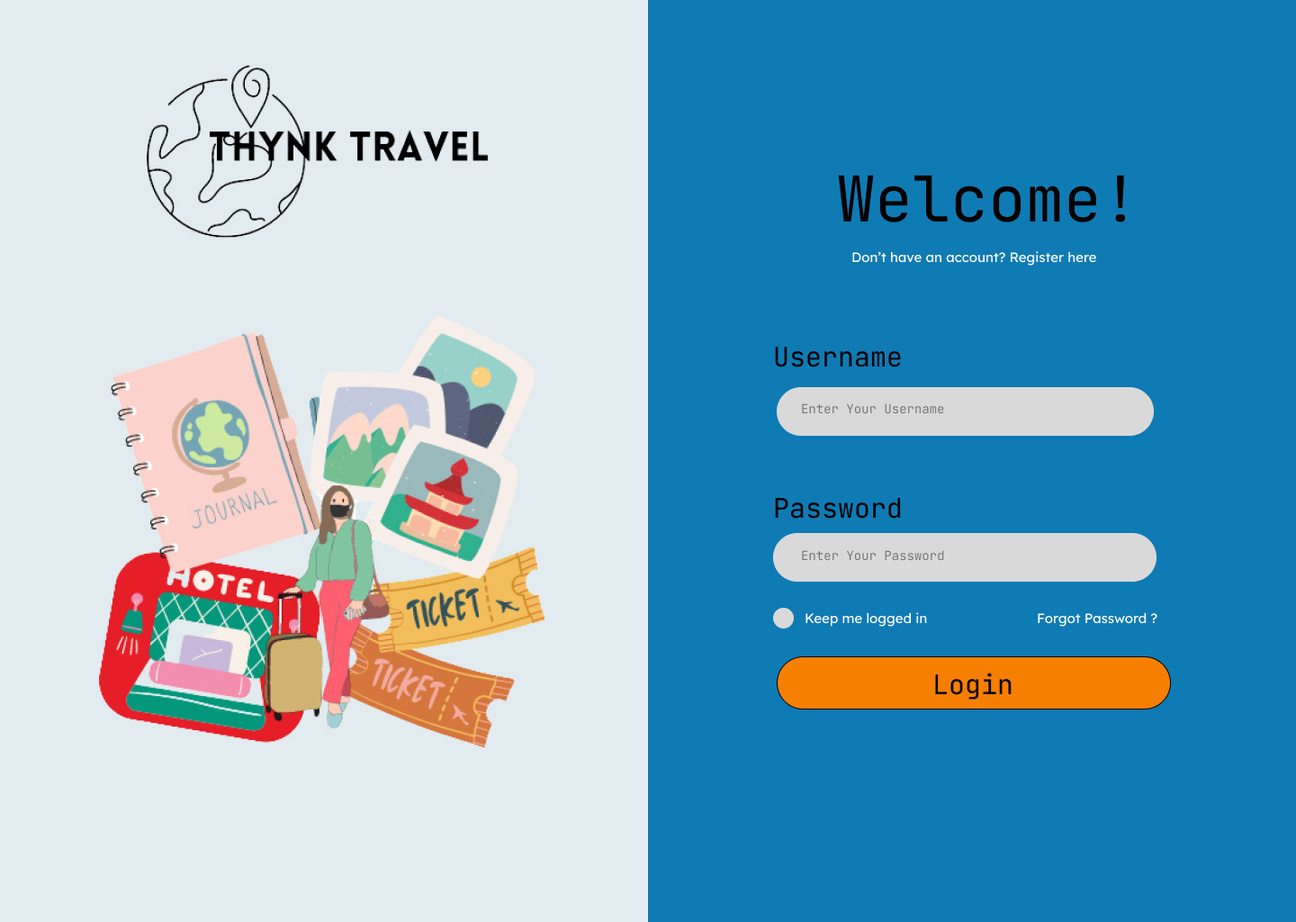 THYNK TRAVEL
JOURNAL
HOTEL
TICKET
TICKET
Welcome!
Don't have an account? Register here
Username
Enter Your Username
Password
Enter Your Password
Keep me logged in
Forgot Password ?
Login